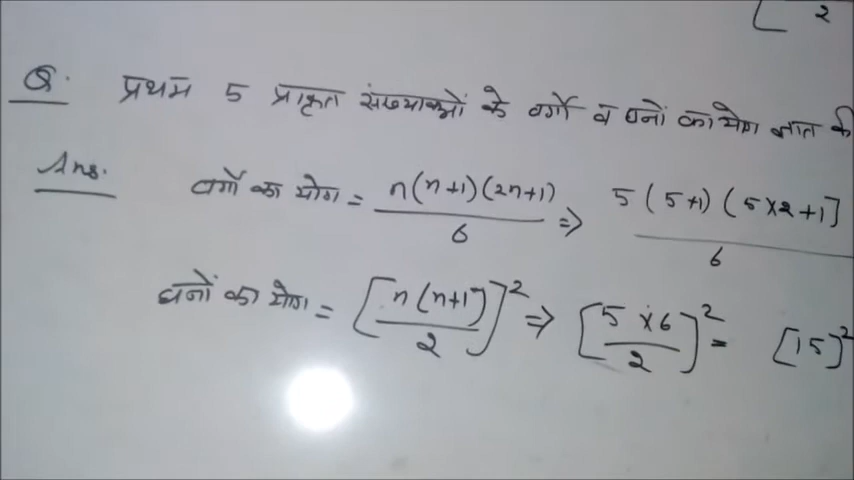 [ 2
Q. प्रथम 5 प्राकृत संख्याओं के वर्गों व घनों का योग ज्ञात की
Ans. वर्गों का योग = n(n+1)(2n+1)/6 ⇒ 5(5+1)(5×2+1]/6
घनों का योग = [n(n+1)/2]² ⇒ [5×6/2]² = [15]²